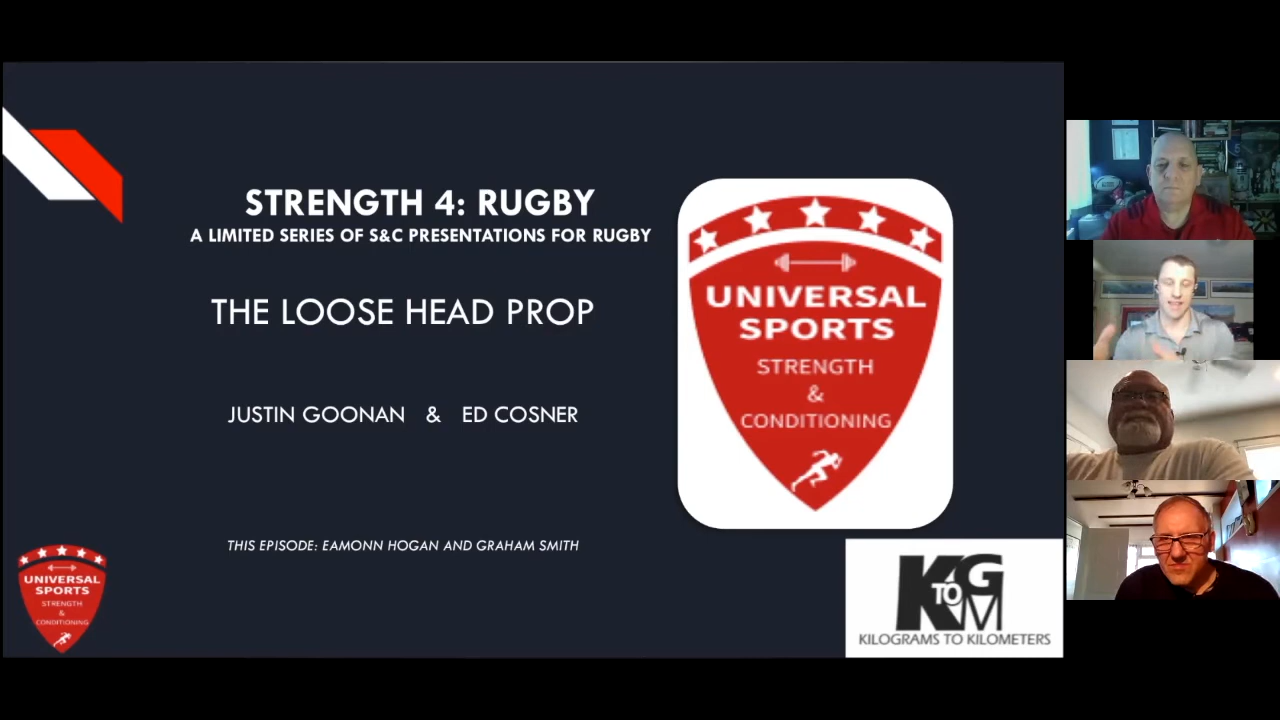 STRENGTH 4: RUGBY
A LIMITED SERIES OF S&C PRESENTATIONS FOR RUGBY
THE LOOSE HEAD PROP
JUSTIN GOONAN & ED COSNER
THIS EPISODE: EAMONN HOGAN AND GRAHAM SMITH
UNIVERSAL
SPORTS
STRENGTH
&
CONDITIONING
UNIVERSAL
SPORTS
STRENGTH
&
CONDITIONING
K TO G M
KILOGRAMS TO KILOMETERS